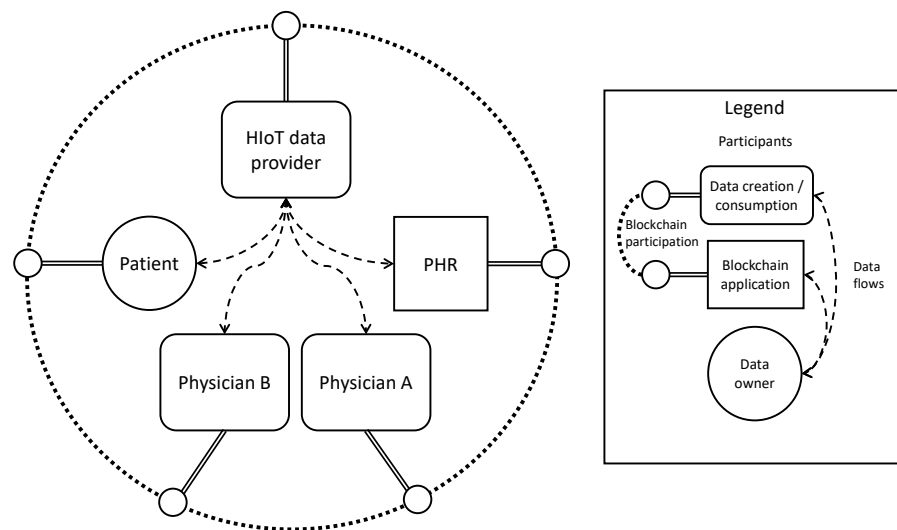 HIoT data
provider
Patient
PHR
Physician B
Physician A
Legend
Participants
Data creation /
consumption
Blockchain
participation
Blockchain
application
Data
flows
Data
owner